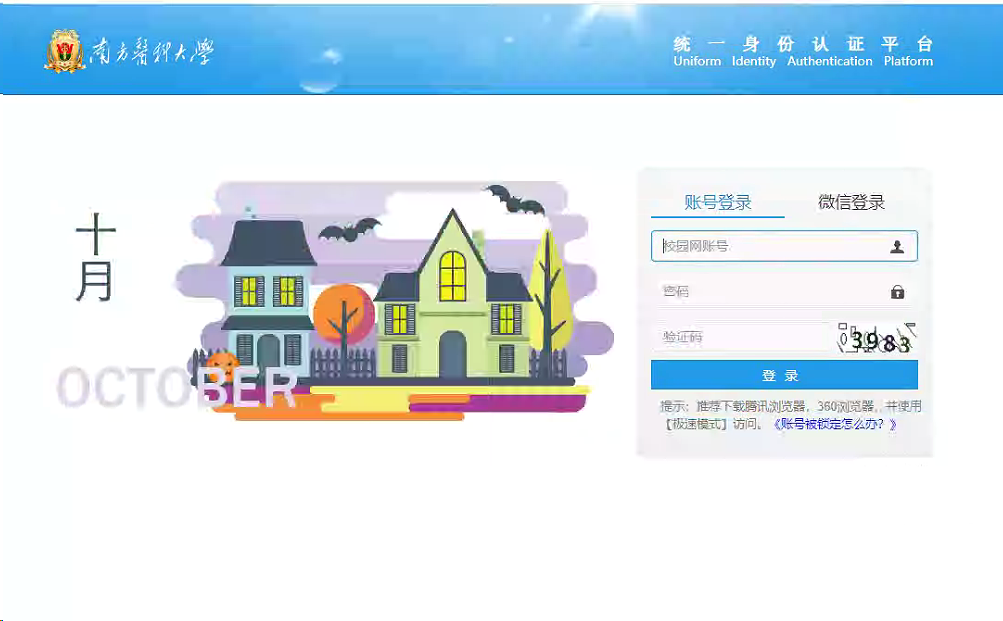 南方醫科大學
统一身份认证平台
Uniform Identity Authentication Platform
十
月
OCTOBER
账号登录 微信登录
校园网账号
密码
验证码 3983
登 录
提示：推荐下载腾讯浏览器，360浏览器，并使用
【极速模式】访问。《账号被锁定怎么办？》